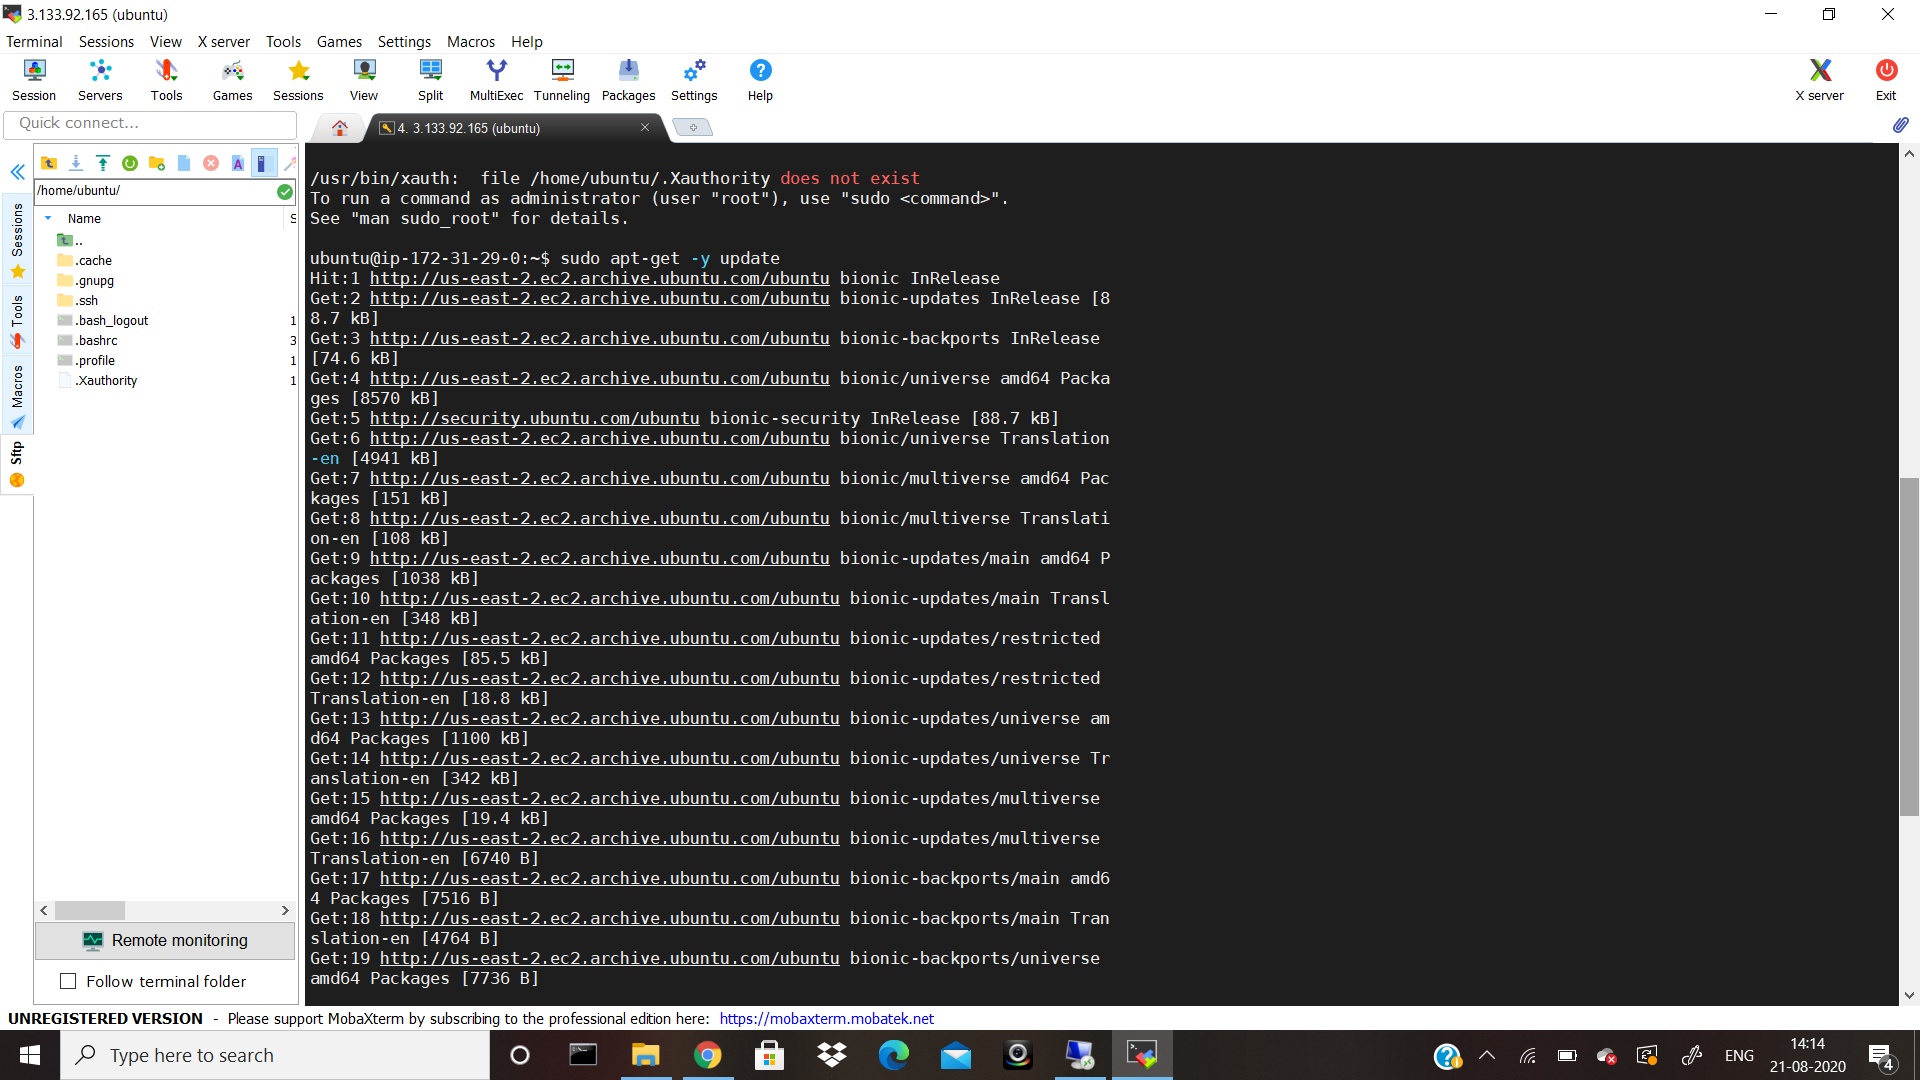 3.133.92.165 (ubuntu)
Terminal Sessions View X server Tools Games Settings Macros Help
Session Servers Tools Games Sessions View Split MultiExec Tunneling Packages Settings Help X server Exit
Quick connect...
4. 3.133.92.165 (ubuntu)
/home/ubuntu/
Name S
..
.cache
.gnupg
.ssh
.bash_logout 1
.bashrc 3
.profile 1
.Xauthority 1
Sessions
Tools
Macros
Sftp
Remote monitoring
Follow terminal folder
/usr/bin/xauth:  file /home/ubuntu/.Xauthority does not exist
To run a command as administrator (user "root"), use "sudo <command>".
See "man sudo_root" for details.
ubuntu@ip-172-31-29-0:~$ sudo apt-get -y update
Hit:1 http://us-east-2.ec2.archive.ubuntu.com/ubuntu bionic InRelease
Get:2 http://us-east-2.ec2.archive.ubuntu.com/ubuntu bionic-updates InRelease [8
8.7 kB]
Get:3 http://us-east-2.ec2.archive.ubuntu.com/ubuntu bionic-backports InRelease
[74.6 kB]
Get:4 http://us-east-2.ec2.archive.ubuntu.com/ubuntu bionic/universe amd64 Packa
ges [8570 kB]
Get:5 http://security.ubuntu.com/ubuntu bionic-security InRelease [88.7 kB]
Get:6 http://us-east-2.ec2.archive.ubuntu.com/ubuntu bionic/universe Translation
-en [4941 kB]
Get:7 http://us-east-2.ec2.archive.ubuntu.com/ubuntu bionic/multiverse amd64 Pac
kages [151 kB]
Get:8 http://us-east-2.ec2.archive.ubuntu.com/ubuntu bionic/multiverse Translati
on-en [108 kB]
Get:9 http://us-east-2.ec2.archive.ubuntu.com/ubuntu bionic-updates/main amd64 P
ackages [1038 kB]
Get:10 http://us-east-2.ec2.archive.ubuntu.com/ubuntu bionic-updates/main Transl
ation-en [348 kB]
Get:11 http://us-east-2.ec2.archive.ubuntu.com/ubuntu bionic-updates/restricted
amd64 Packages [85.5 kB]
Get:12 http://us-east-2.ec2.archive.ubuntu.com/ubuntu bionic-updates/restricted
Translation-en [18.8 kB]
Get:13 http://us-east-2.ec2.archive.ubuntu.com/ubuntu bionic-updates/universe am
d64 Packages [1100 kB]
Get:14 http://us-east-2.ec2.archive.ubuntu.com/ubuntu bionic-updates/universe Tr
anslation-en [342 kB]
Get:15 http://us-east-2.ec2.archive.ubuntu.com/ubuntu bionic-updates/multiverse
amd64 Packages [19.4 kB]
Get:16 http://us-east-2.ec2.archive.ubuntu.com/ubuntu bionic-updates/multiverse
Translation-en [6740 B]
Get:17 http://us-east-2.ec2.archive.ubuntu.com/ubuntu bionic-backports/main amd6
4 Packages [7516 B]
Get:18 http://us-east-2.ec2.archive.ubuntu.com/ubuntu bionic-backports/main Tran
slation-en [4764 B]
Get:19 http://us-east-2.ec2.archive.ubuntu.com/ubuntu bionic-backports/universe
amd64 Packages [7736 B]
UNREGISTERED VERSION - Please support MobaXterm by subscribing to the professional edition here: https://mobaxterm.mobatek.net
Type here to search
ENG
14:14
21-08-2020
4